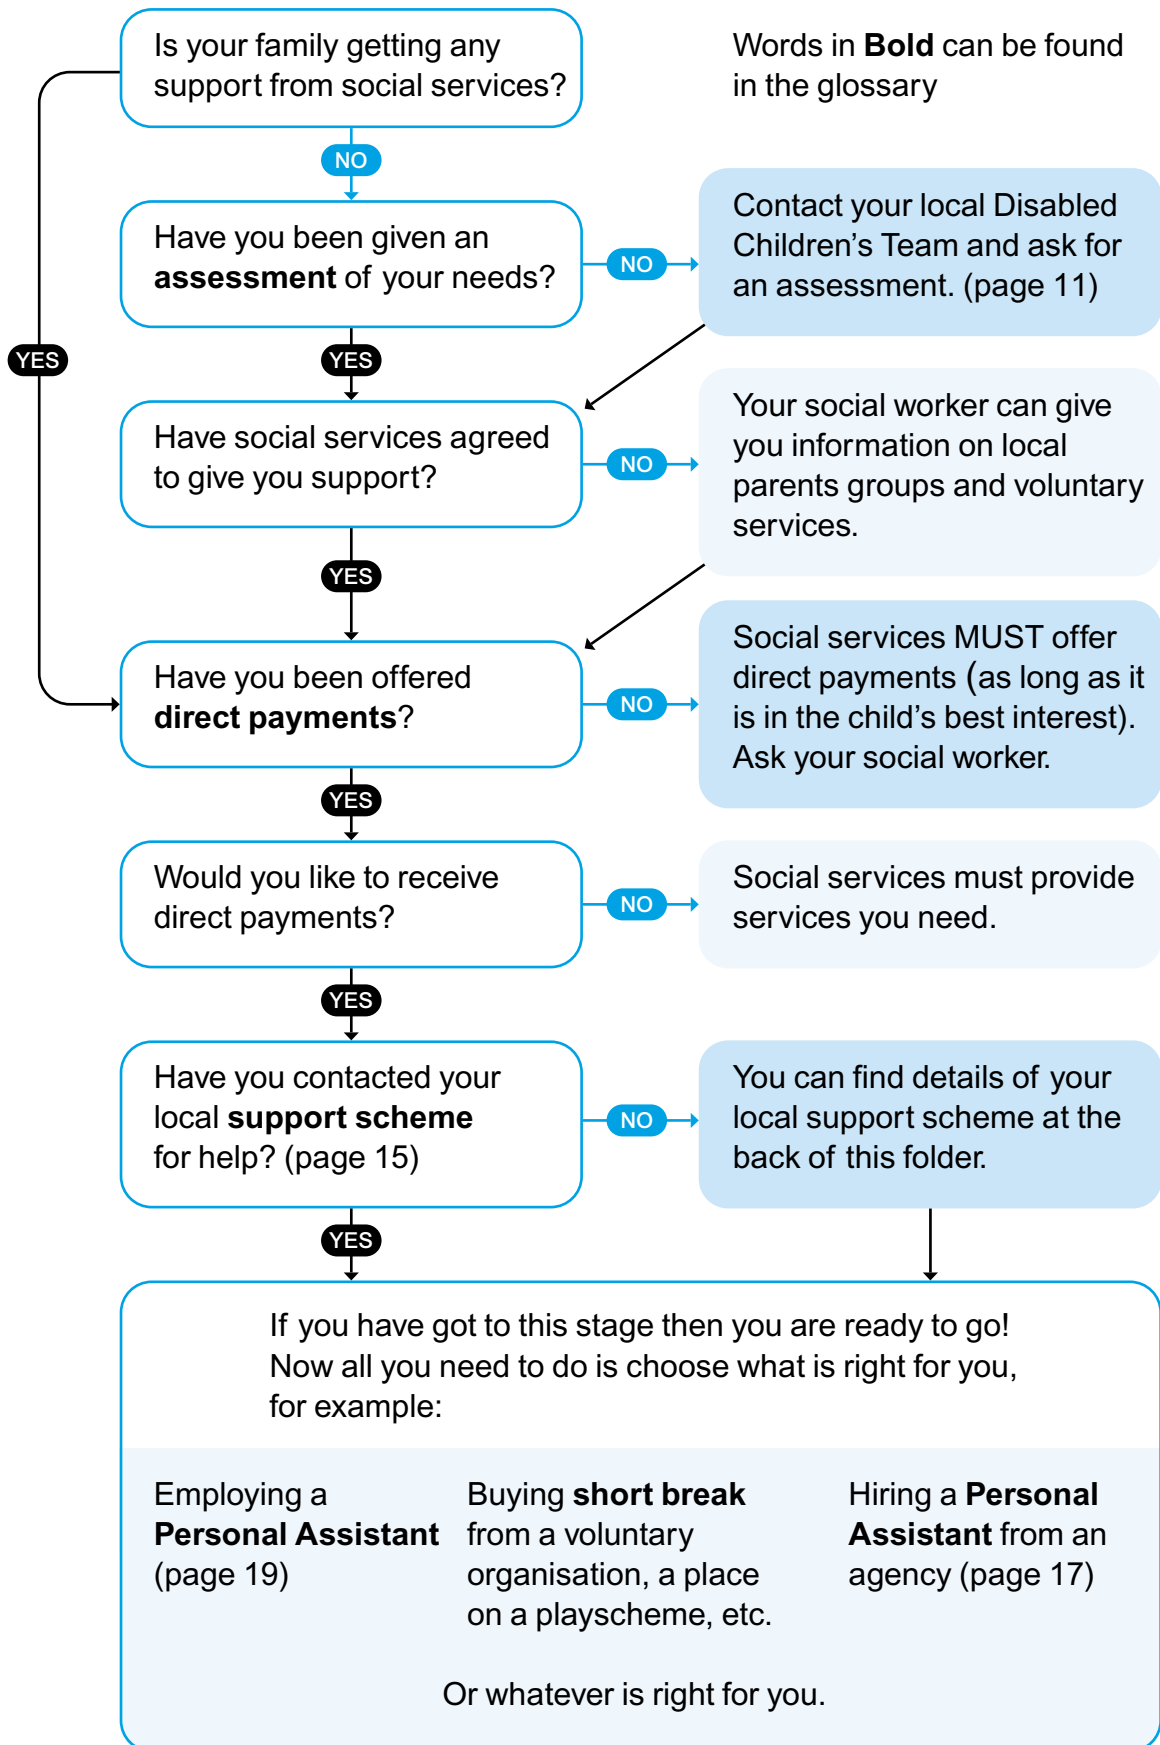 Is your family getting any
support from social services?
Words in Bold can be found
in the glossary
NO
Have you been given an
assessment of your needs?
NO
Contact your local Disabled
Children's Team and ask for
an assessment. (page 11)
YES
YES
Have social services agreed
to give you support?
NO
Your social worker can give
you information on local
parents groups and voluntary
services.
YES
Have you been offered
direct payments?
NO
Social services MUST offer
direct payments (as long as it
is in the child's best interest).
Ask your social worker.
YES
Would you like to receive
direct payments?
NO
Social services must provide
services you need.
YES
Have you contacted your
local support scheme
for help? (page 15)
NO
You can find details of your
local support scheme at the
back of this folder.
YES
If you have got to this stage then you are ready to go!
Now all you need to do is choose what is right for you,
for example:
Employing a
Personal Assistant
(page 19)
Buying short break
from a voluntary
organisation, a place
on a playscheme, etc.
Hiring a Personal
Assistant from an
agency (page 17)
Or whatever is right for you.